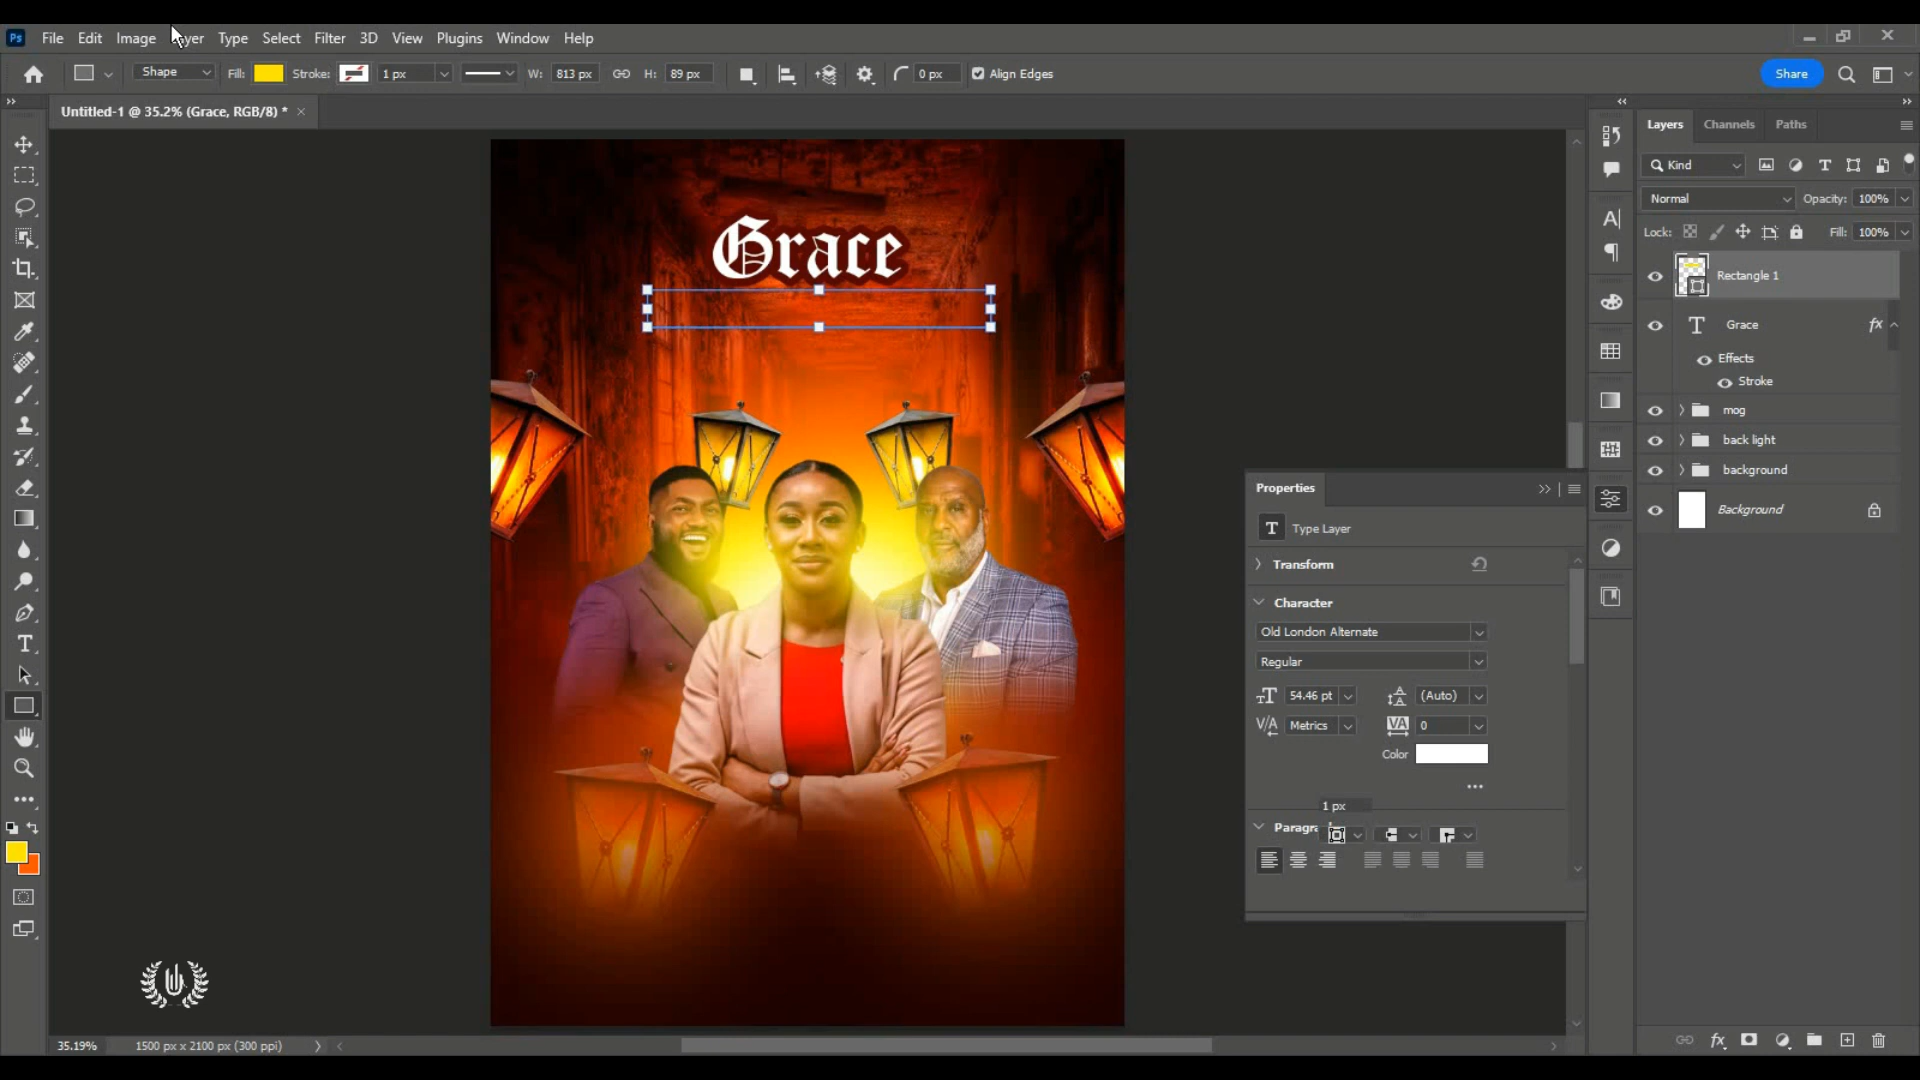 Ps File Edit Image Layer Type Select Filter 3D View Plugins Window Help
Shape Fill: Stroke: 1 px W: 813 px H: 89 px 0 px Align Edges Share
Untitled-1 @ 35.2% (Grace, RGB/8) * ×
Layers Channels Paths
Kind
Normal Opacity: 100%
Lock: Fill: 100%
Rectangle 1
Grace fx
Effects
Stroke
mog
back light
background
Background
Grace
Properties
Type Layer
Transform
Character
Old London Alternate
Regular
54.46 pt (Auto)
Metrics 0
Color
1 px
Paragra
35.19% 1500 px x 2100 px (300 ppi)